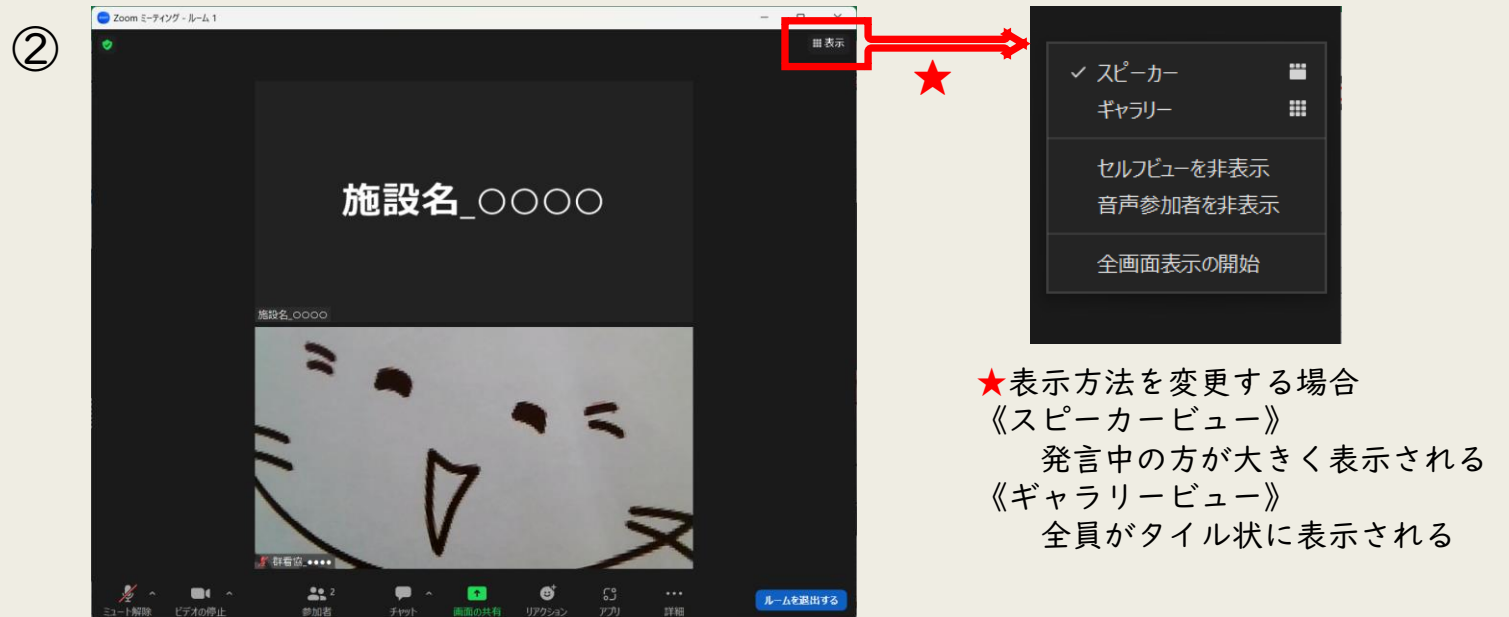 ②
Zoom ミーティング - ルーム 1
表示
施設名_○○○○
施設名_○○○○
群看協_●●●●
ミュート解除
ビデオの停止
2
参加者
チャット
画面の共有
リアクション
アプリ
詳細
ルームを退出する
★
✓ スピーカー
ギャラリー
セルフビューを非表示
音声参加者を非表示
全画面表示の開始
★表示方法を変更する場合
《スピーカービュー》
発言中の方が大きく表示される
《ギャラリービュー》
全員がタイル状に表示される